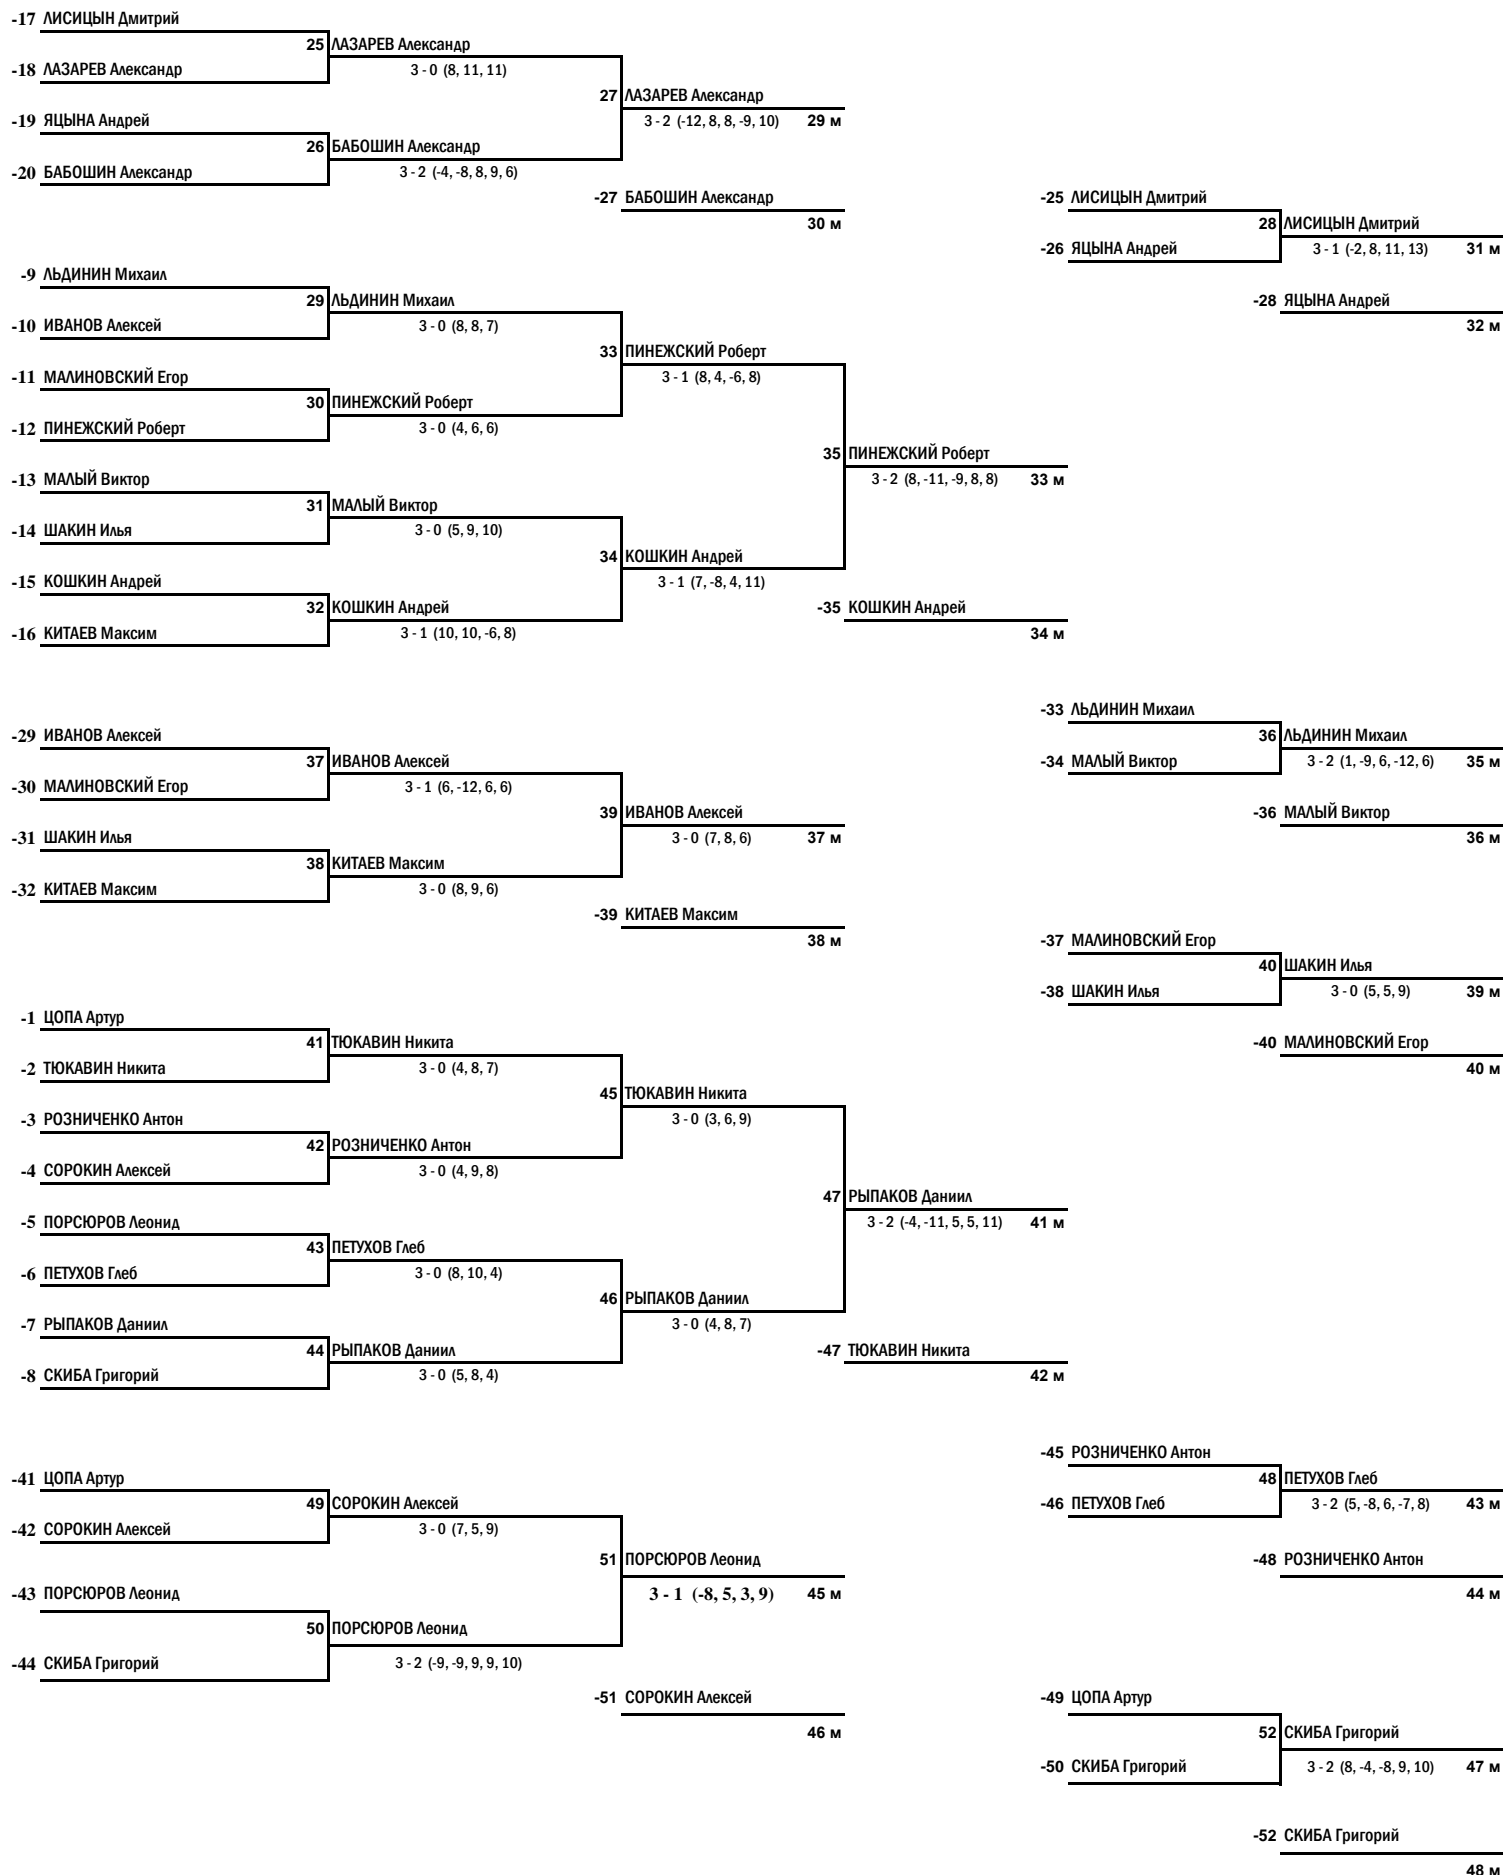 -17 ЛИСИЦЫН Дмитрий
25 ЛАЗАРЕВ Александр
-18 ЛАЗАРЕВ Александр
3 - 0 (8, 11, 11)
27 ЛАЗАРЕВ Александр
-19 ЯЦЫНА Андрей
3 - 2 (-12, 8, 8, -9, 10) 29 м
26 БАБОШИН Александр
-20 БАБОШИН Александр
3 - 2 (-4, -8, 8, 9, 6)
-27 БАБОШИН Александр
30 м
-25 ЛИСИЦЫН Дмитрий
28 ЛИСИЦЫН Дмитрий
-26 ЯЦЫНА Андрей
3 - 1 (-2, 8, 11, 13) 31 м
-28 ЯЦЫНА Андрей
32 м
-9 ЛЬДИНИН Михаил
29 ЛЬДИНИН Михаил
-10 ИВАНОВ Алексей
3 - 0 (8, 8, 7)
33 ПИНЕЖСКИЙ Роберт
-11 МАЛИНОВСКИЙ Егор
3 - 1 (8, 4, -6, 8)
30 ПИНЕЖСКИЙ Роберт
-12 ПИНЕЖСКИЙ Роберт
3 - 0 (4, 6, 6)
35 ПИНЕЖСКИЙ Роберт
-13 МАЛЫЙ Виктор
3 - 2 (8, -11, -9, 8, 8) 33 м
31 МАЛЫЙ Виктор
-14 ШАКИН Илья
3 - 0 (5, 9, 10)
34 КОШКИН Андрей
-15 КОШКИН Андрей
3 - 1 (7, -8, 4, 11)
32 КОШКИН Андрей
-35 КОШКИН Андрей
-16 КИТАЕВ Максим
3 - 1 (10, 10, -6, 8)
34 м
-33 ЛЬДИНИН Михаил
36 ЛЬДИНИН Михаил
-34 МАЛЫЙ Виктор
3 - 2 (1, -9, 6, -12, 6) 35 м
-36 МАЛЫЙ Виктор
36 м
-29 ИВАНОВ Алексей
37 ИВАНОВ Алексей
-30 МАЛИНОВСКИЙ Егор
3 - 1 (6, -12, 6, 6)
39 ИВАНОВ Алексей
-31 ШАКИН Илья
3 - 0 (7, 8, 6) 37 м
38 КИТАЕВ Максим
-32 КИТАЕВ Максим
3 - 0 (8, 9, 6)
-39 КИТАЕВ Максим
38 м
-37 МАЛИНОВСКИЙ Егор
40 ШАКИН Илья
-38 ШАКИН Илья
3 - 0 (5, 5, 9) 39 м
-40 МАЛИНОВСКИЙ Егор
40 м
-1 ЦОПА Артур
41 ТЮКАВИН Никита
-2 ТЮКАВИН Никита
3 - 0 (4, 8, 7)
45 ТЮКАВИН Никита
-3 РОЗНИЧЕНКО Антон
3 - 0 (3, 6, 9)
42 РОЗНИЧЕНКО Антон
-4 СОРОКИН Алексей
3 - 0 (4, 9, 8)
47 РЫПАКОВ Даниил
-5 ПОРСЮРОВ Леонид
3 - 2 (-4, -11, 5, 5, 11) 41 м
43 ПЕТУХОВ Глеб
-6 ПЕТУХОВ Глеб
3 - 0 (8, 10, 4)
46 РЫПАКОВ Даниил
-7 РЫПАКОВ Даниил
3 - 0 (4, 8, 7)
44 РЫПАКОВ Даниил
-47 ТЮКАВИН Никита
-8 СКИБА Григорий
3 - 0 (5, 8, 4)
42 м
-45 РОЗНИЧЕНКО Антон
48 ПЕТУХОВ Глеб
-46 ПЕТУХОВ Глеб
3 - 2 (5, -8, 6, -7, 8) 43 м
-48 РОЗНИЧЕНКО Антон
44 м
-41 ЦОПА Артур
49 СОРОКИН Алексей
-42 СОРОКИН Алексей
3 - 0 (7, 5, 9)
51 ПОРСЮРОВ Леонид
-43 ПОРСЮРОВ Леонид
3 - 1 (-8, 5, 3, 9) 45 м
50 ПОРСЮРОВ Леонид
-44 СКИБА Григорий
3 - 2 (-9, -9, 9, 9, 10)
-51 СОРОКИН Алексей
46 м
-49 ЦОПА Артур
52 СКИБА Григорий
-50 СКИБА Григорий
3 - 2 (8, -4, -8, 9, 10) 47 м
-52 СКИБА Григорий
48 м